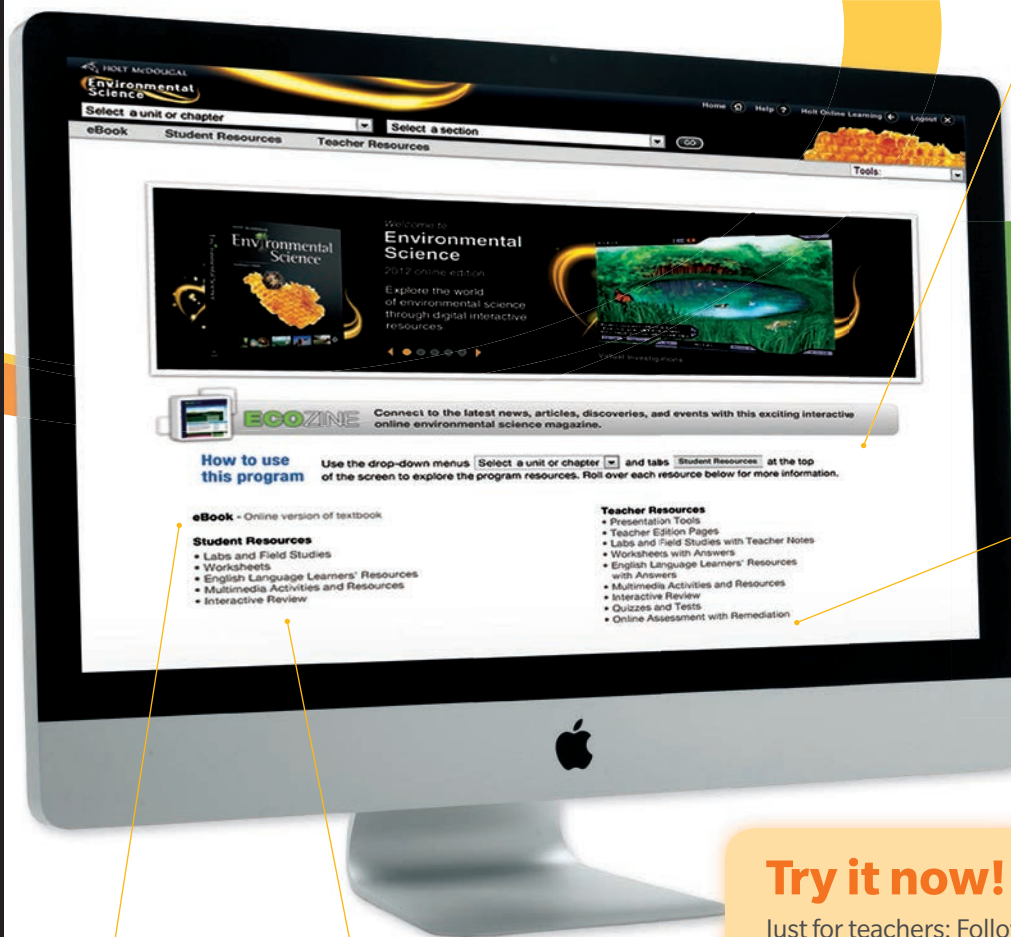 HOLT McDOUGAL
Environmental
Science
Home
Help ?
Holt Online Learning
Logout
Select a unit or chapter
Select a section
GO
eBook
Student Resources
Teacher Resources
Tools:
Environmental
Science
Welcome to
Environmental
Science
2012 online edition
Explore the world
of environmental science
through digital interactive
resources
Virtual Investigations
ECOZINE
Connect to the latest news, articles, discoveries, and events with this exciting interactive
online environmental science magazine.
How to use
this program
Use the drop-down menus Select a unit or chapter and tabs Student Resources at the top
of the screen to explore the program resources. Roll over each resource below for more information.
eBook - Online version of textbook
Student Resources
• Labs and Field Studies
• Worksheets
• English Language Learners' Resources
• Multimedia Activities and Resources
• Interactive Review
Teacher Resources
• Presentation Tools
• Teacher Edition Pages
• Labs and Field Studies with Teacher Notes
• Worksheets with Answers
• English Language Learners' Resources
with Answers
• Multimedia Activities and Resources
• Interactive Review
• Quizzes and Tests
• Online Assessment with Remediation
Try it now!
Just for teachers: Follow